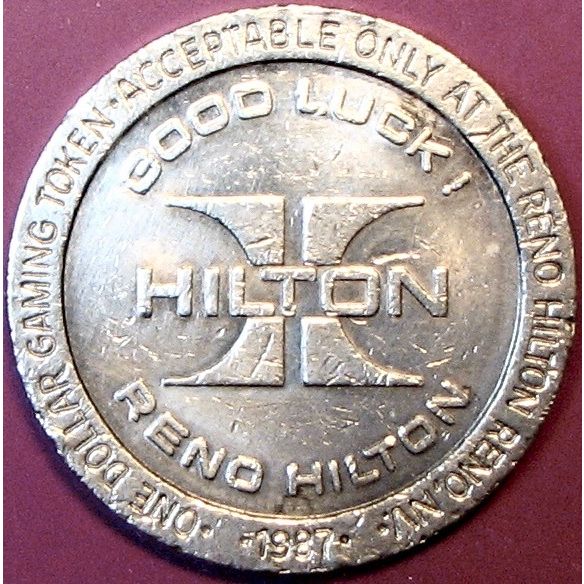 ONE DOLLAR GAMING TOKEN·ACCEPTABLE ONLY AT THE RENO HILTON RENO, NV.
GOOD LUCK!
HILTON
RENO HILTON
·1987·